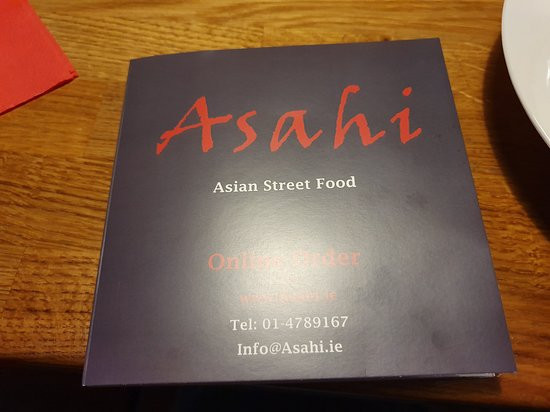 Asahi
Asian Street Food
Online Order
Tel: 01-4789167
Info@Asahi.ie